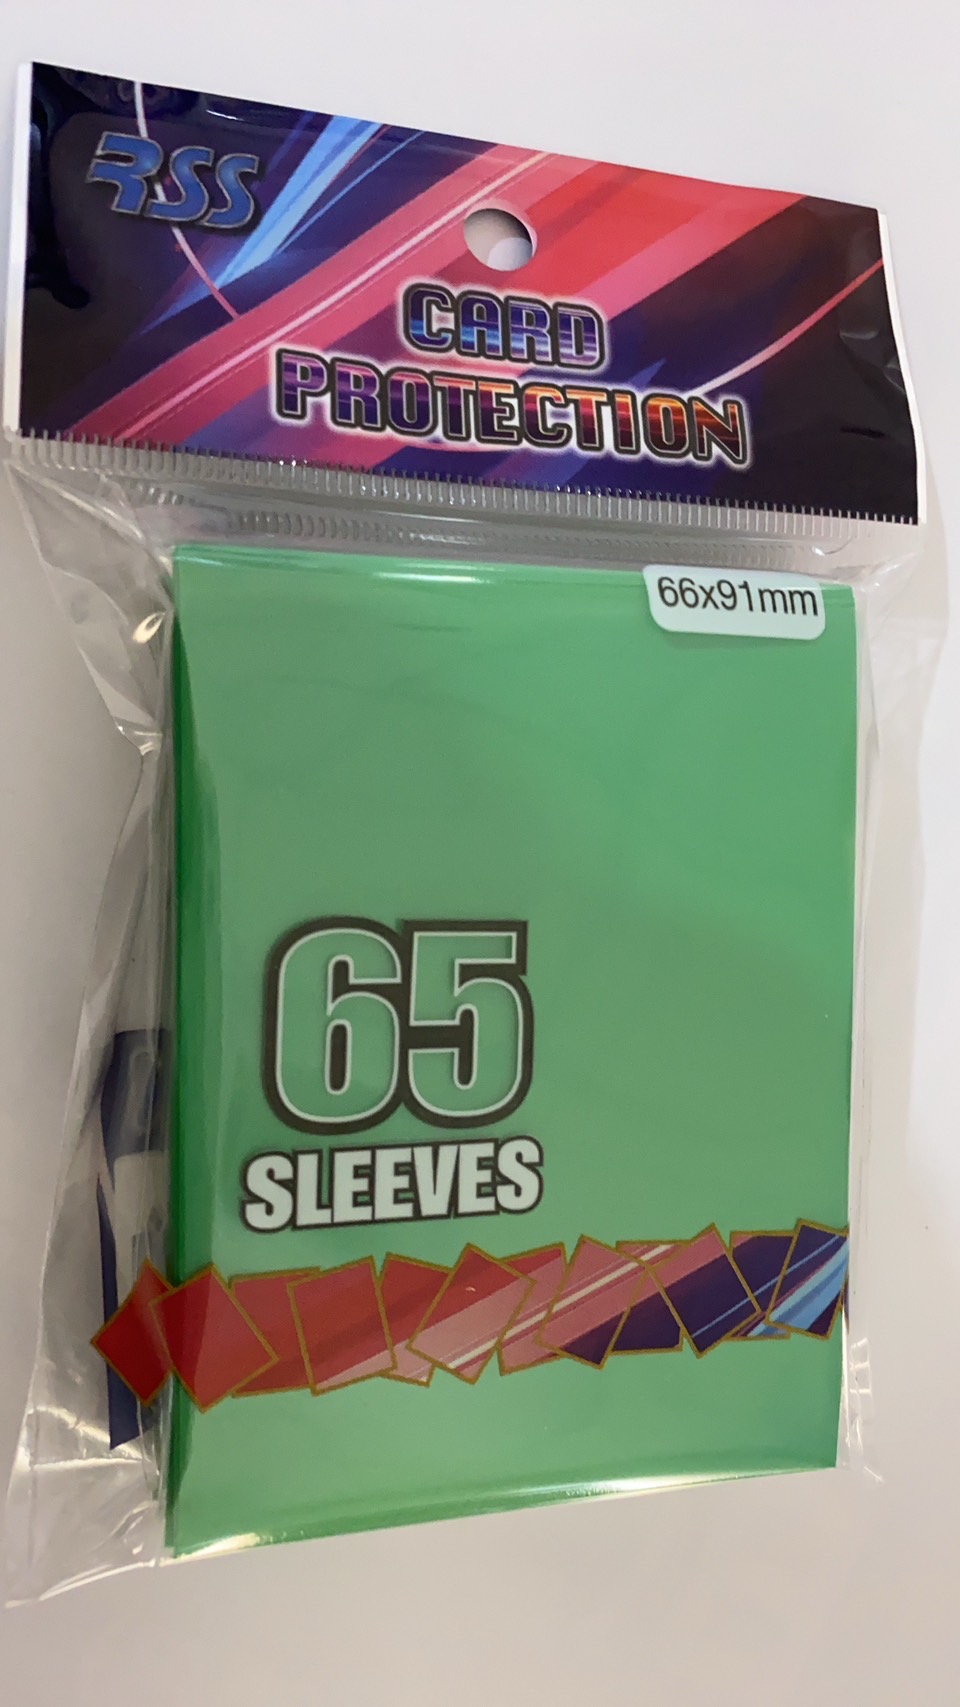 RSS
CARD
PROTECTION
66x91mm
65
SLEEVES